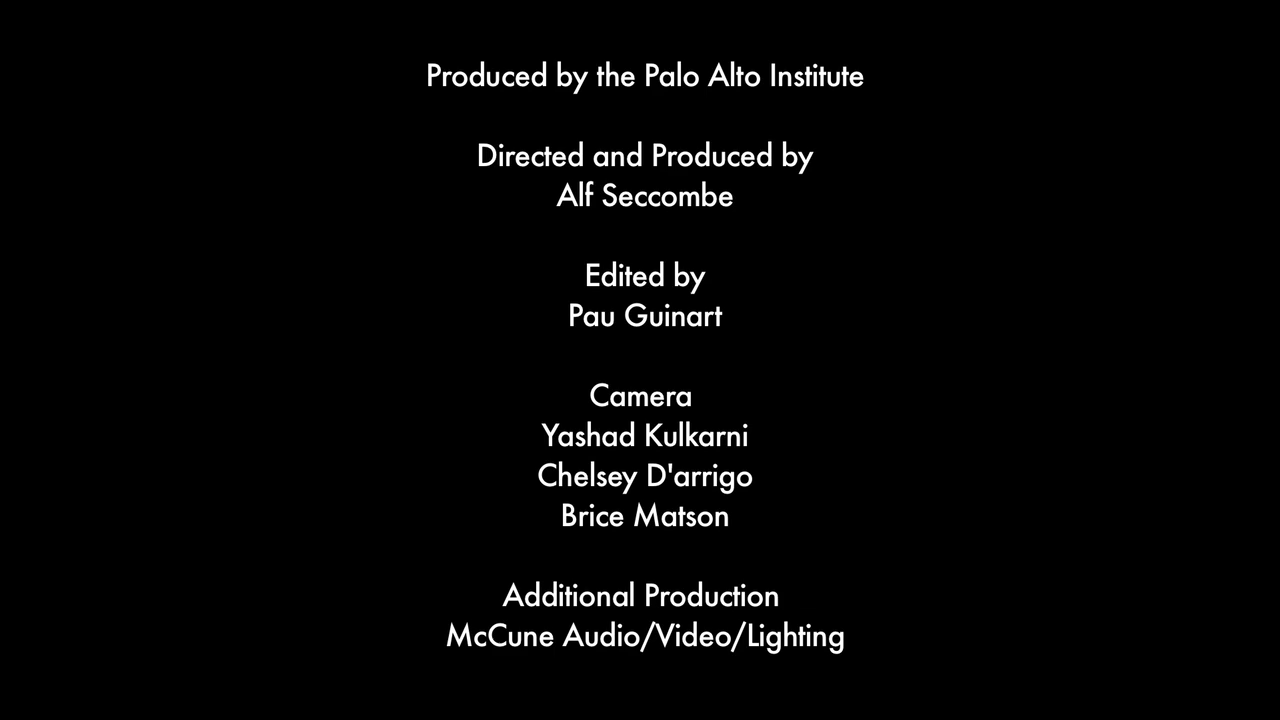 Produced by the Palo Alto Institute
Directed and Produced by
Alf Seccombe
Edited by
Pau Guinart
Camera
Yashad Kulkarni
Chelsey D'arrigo
Brice Matson
Additional Production
McCune Audio/Video/Lighting